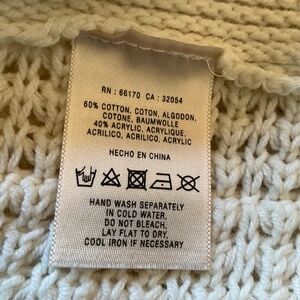 RN : 66170 CA : 32054
60% COTTON, COTON, ALGODON,
COTONE, BAUMWOLLE
40% ACRYLIC, ACRYLIQUE,
ACRILICO, ACRILICO, ACRYLIC
HECHO EN CHINA
HAND WASH SEPARATELY
IN COLD WATER,
DO NOT BLEACH,
LAY FLAT TO DRY,
COOL IRON IF NECESSARY